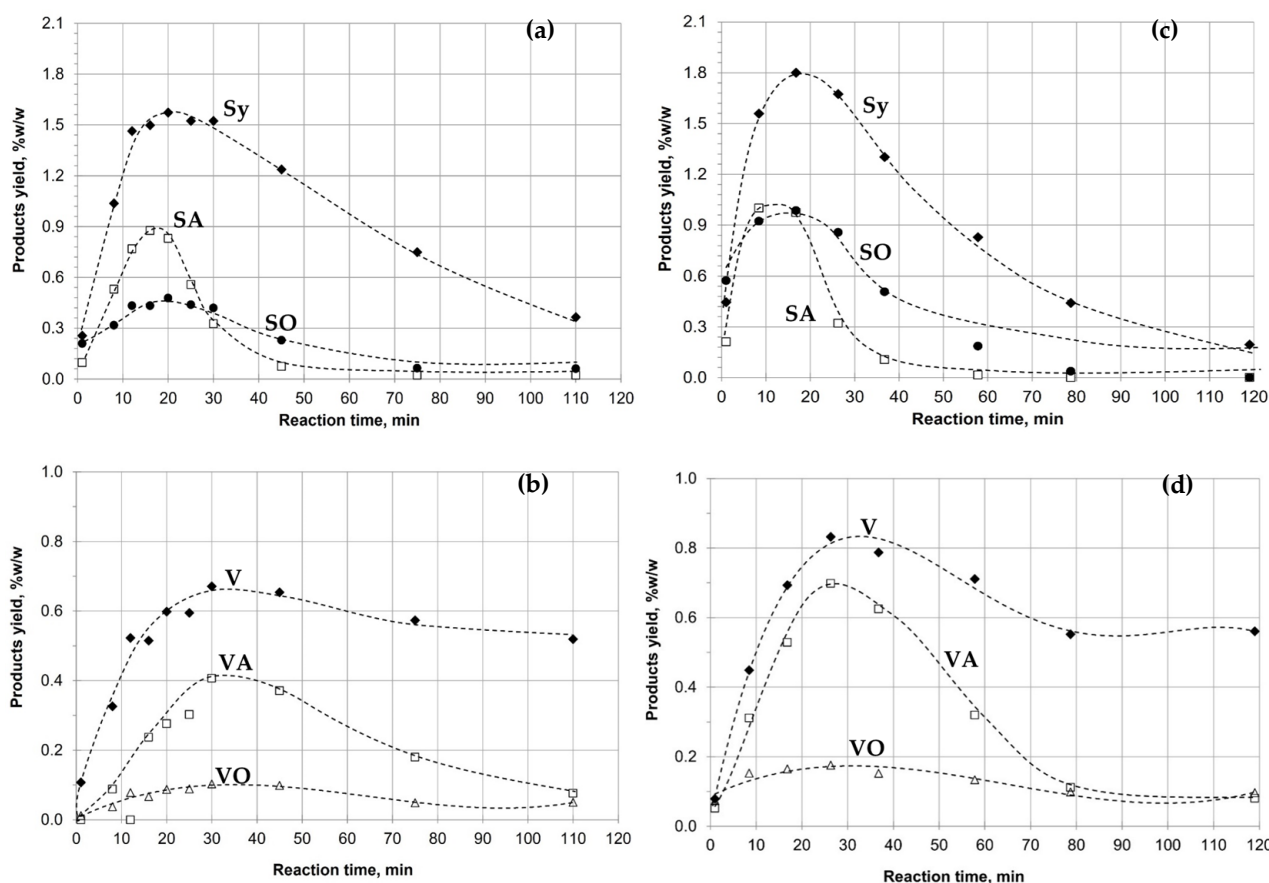 (a)
Products yield, %w/w
2.1
1.8
1.5
1.2
0.9
0.6
0.3
0.0
Sy
SA
SO
0 10 20 30 40 50 60 70 80 90 100 110 120
Reaction time, min
(c)
Products yield, %w/w
2.1
1.8
1.5
1.2
0.9
0.6
0.3
0.0
Sy
SO
SA
0 10 20 30 40 50 60 70 80 90 100 110 120
Reaction time, min
(b)
Products yield, %w/w
1.0
0.8
0.6
0.4
0.2
0.0
V
VA
VO
0 10 20 30 40 50 60 70 80 90 100 110 120
Reaction time, min
(d)
Products yield, %w/w
1.0
0.8
0.6
0.4
0.2
0.0
V
VA
VO
0 10 20 30 40 50 60 70 80 90 100 110 120
Reaction time, min